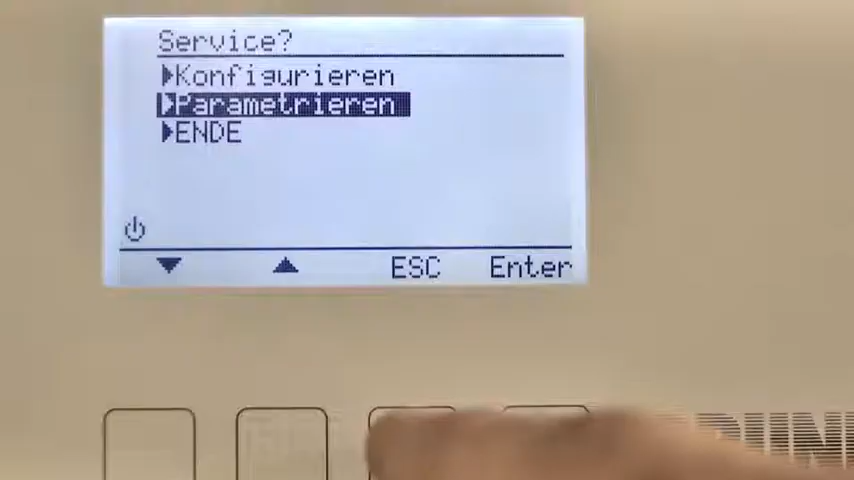 Service?
Konfigurieren
Parametrieren
ENDE
ESC Enter